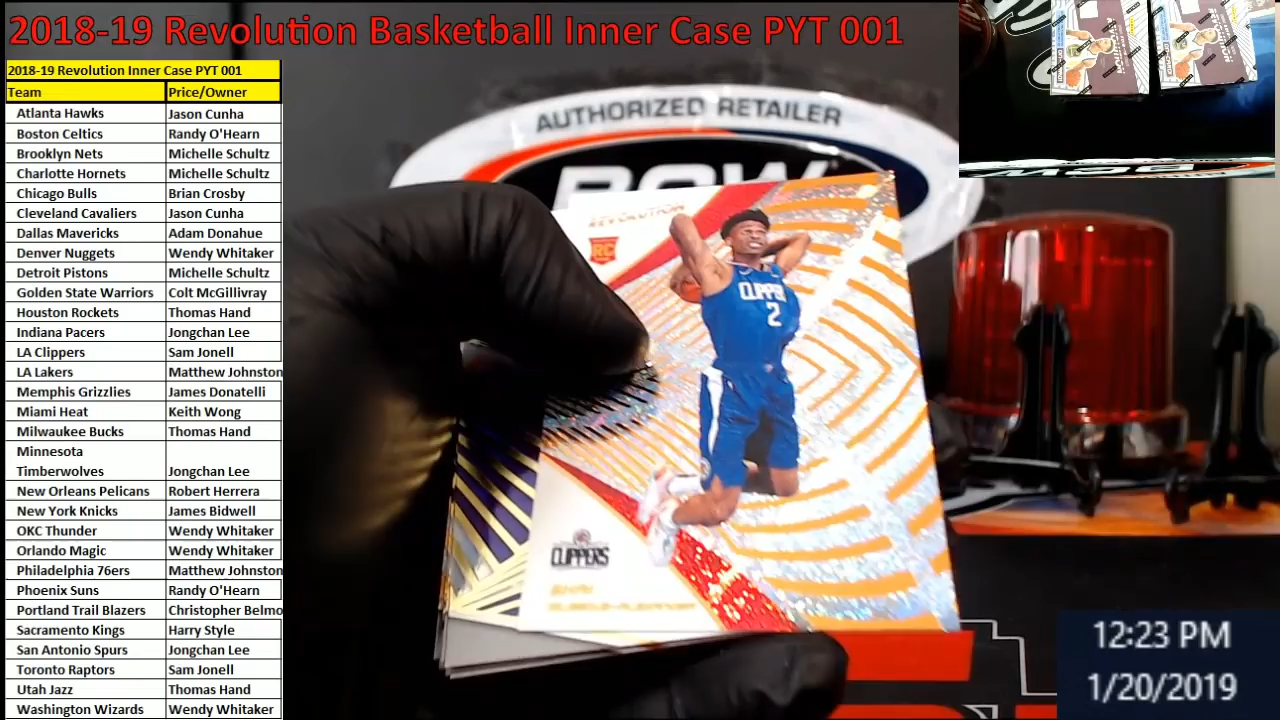 2018-19 Revolution Basketball Inner Case PYT 001
2018-19 Revolution Inner Case PYT 001
Team Price/Owner
Atlanta Hawks Jason Cunha
Boston Celtics Randy O'Hearn
Brooklyn Nets Michelle Schultz
Charlotte Hornets Michelle Schultz
Chicago Bulls Brian Crosby
Cleveland Cavaliers Jason Cunha
Dallas Mavericks Adam Donahue
Denver Nuggets Wendy Whitaker
Detroit Pistons Michelle Schultz
Golden State Warriors Colt McGillivray
Houston Rockets Thomas Hand
Indiana Pacers Jongchan Lee
LA Clippers Sam Jonell
LA Lakers Matthew Johnston
Memphis Grizzlies James Donatelli
Miami Heat Keith Wong
Milwaukee Bucks Thomas Hand
Minnesota
Timberwolves Jongchan Lee
New Orleans Pelicans Robert Herrera
New York Knicks James Bidwell
OKC Thunder Wendy Whitaker
Orlando Magic Wendy Whitaker
Philadelphia 76ers Matthew Johnston
Phoenix Suns Randy O'Hearn
Portland Trail Blazers Christopher Belmo
Sacramento Kings Harry Style
San Antonio Spurs Jongchan Lee
Toronto Raptors Sam Jonell
Utah Jazz Thomas Hand
Washington Wizards Wendy Whitaker
AUTHORIZED RETAILER
REVOLUTION
RC
CLIPPERS
2
CLIPPERS
12:23 PM
1/20/2019